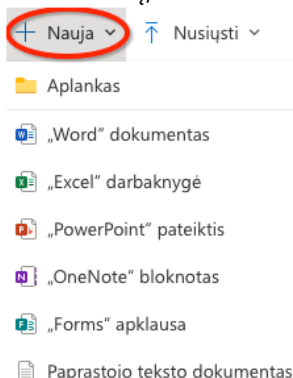 Nauja Nusiųsti
Aplankas
„Word“ dokumentas
„Excel“ darbaknygė
„PowerPoint“ pateiktis
„OneNote“ bloknotas
„Forms“ apklausa
Paprastojo teksto dokumentas